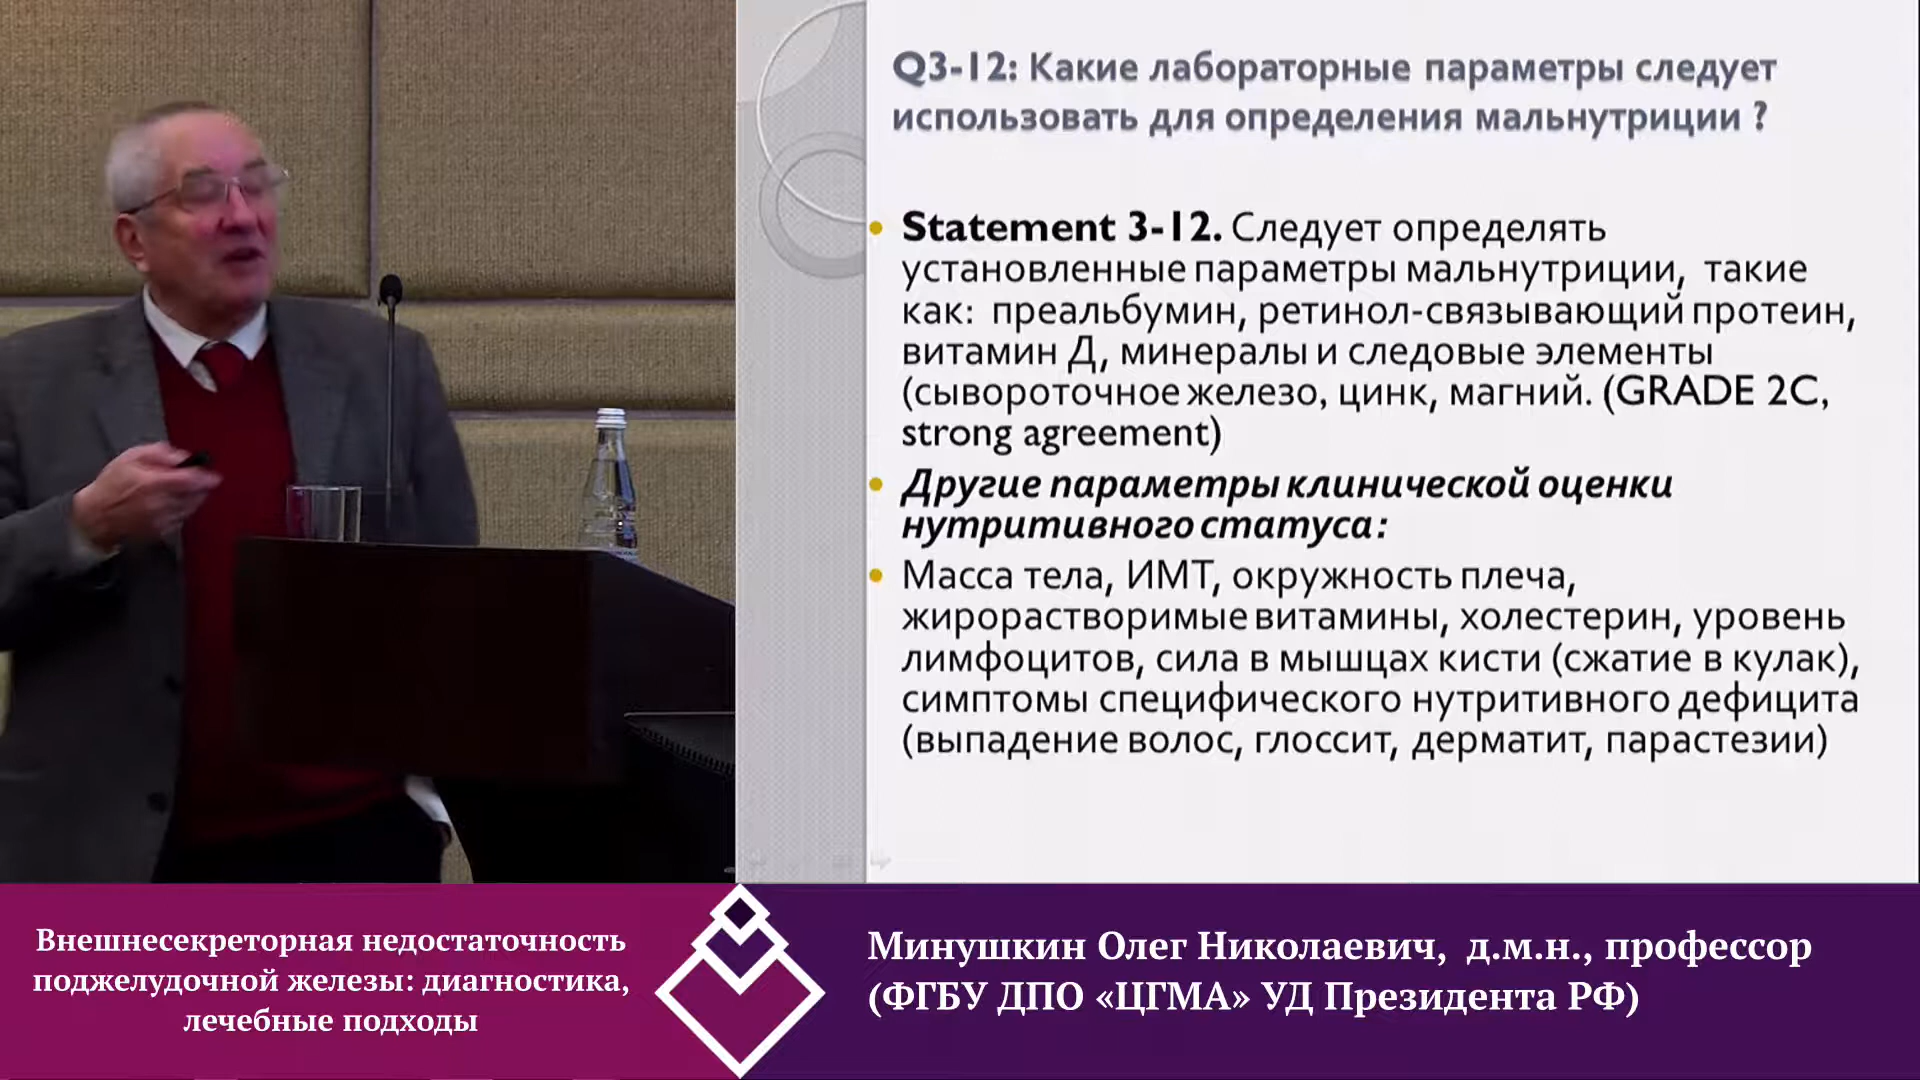 Q3-12: Какие лабораторные параметры следует
использовать для определения мальнутриции ?
Statement 3-12. Следует определять
установленные параметры мальнутриции, такие
как: преальбумин, ретинол-связывающий протеин,
витамин Д, минералы и следовые элементы
(сывороточное железо, цинк, магний. (GRADE 2C,
strong agreement)
Другие параметры клинической оценки
нутритивного статуса:
Масса тела, ИМТ, окружность плеча,
жирорастворимые витамины, холестерин, уровень
лимфоцитов, сила в мышцах кисти (сжатие в кулак),
симптомы специфического нутритивного дефицита
(выпадение волос, глоссит, дерматит, парастезии)
Внешнесекреторная недостаточность
поджелудочной железы: диагностика,
лечебные подходы
Минушкин Олег Николаевич, д.м.н., профессор
(ФГБУ ДПО «ЦГМА» УД Президента РФ)